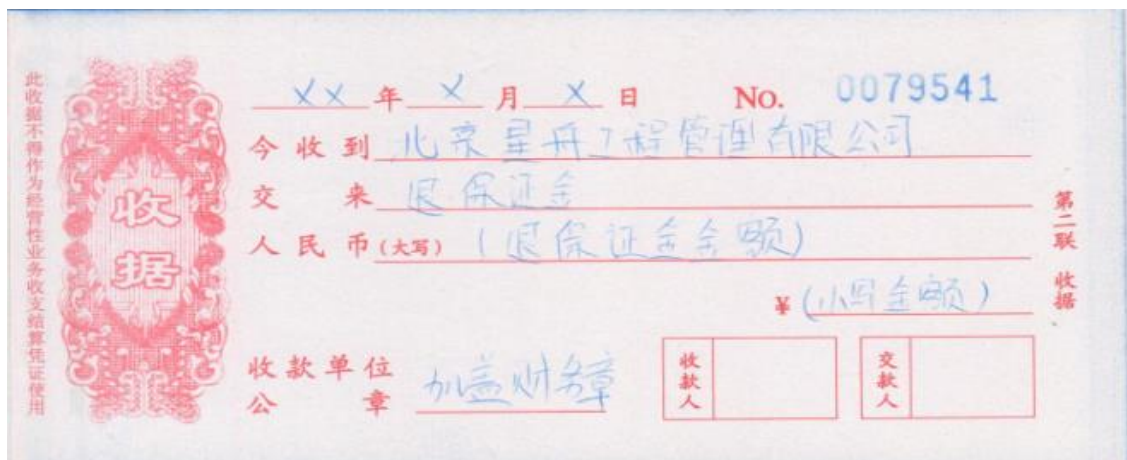 此收据不得作为经营性业务收支结算凭证使用
收据
XX 年 X 月 X 日 No. 0079541
今收到 北京星舟工程管理有限公司
交来 退保证金
人民币(大写) (退保证金金额)
¥ (小写金额)
收款单位
公章 加盖财务章
收款人
交款人
第二联 收据